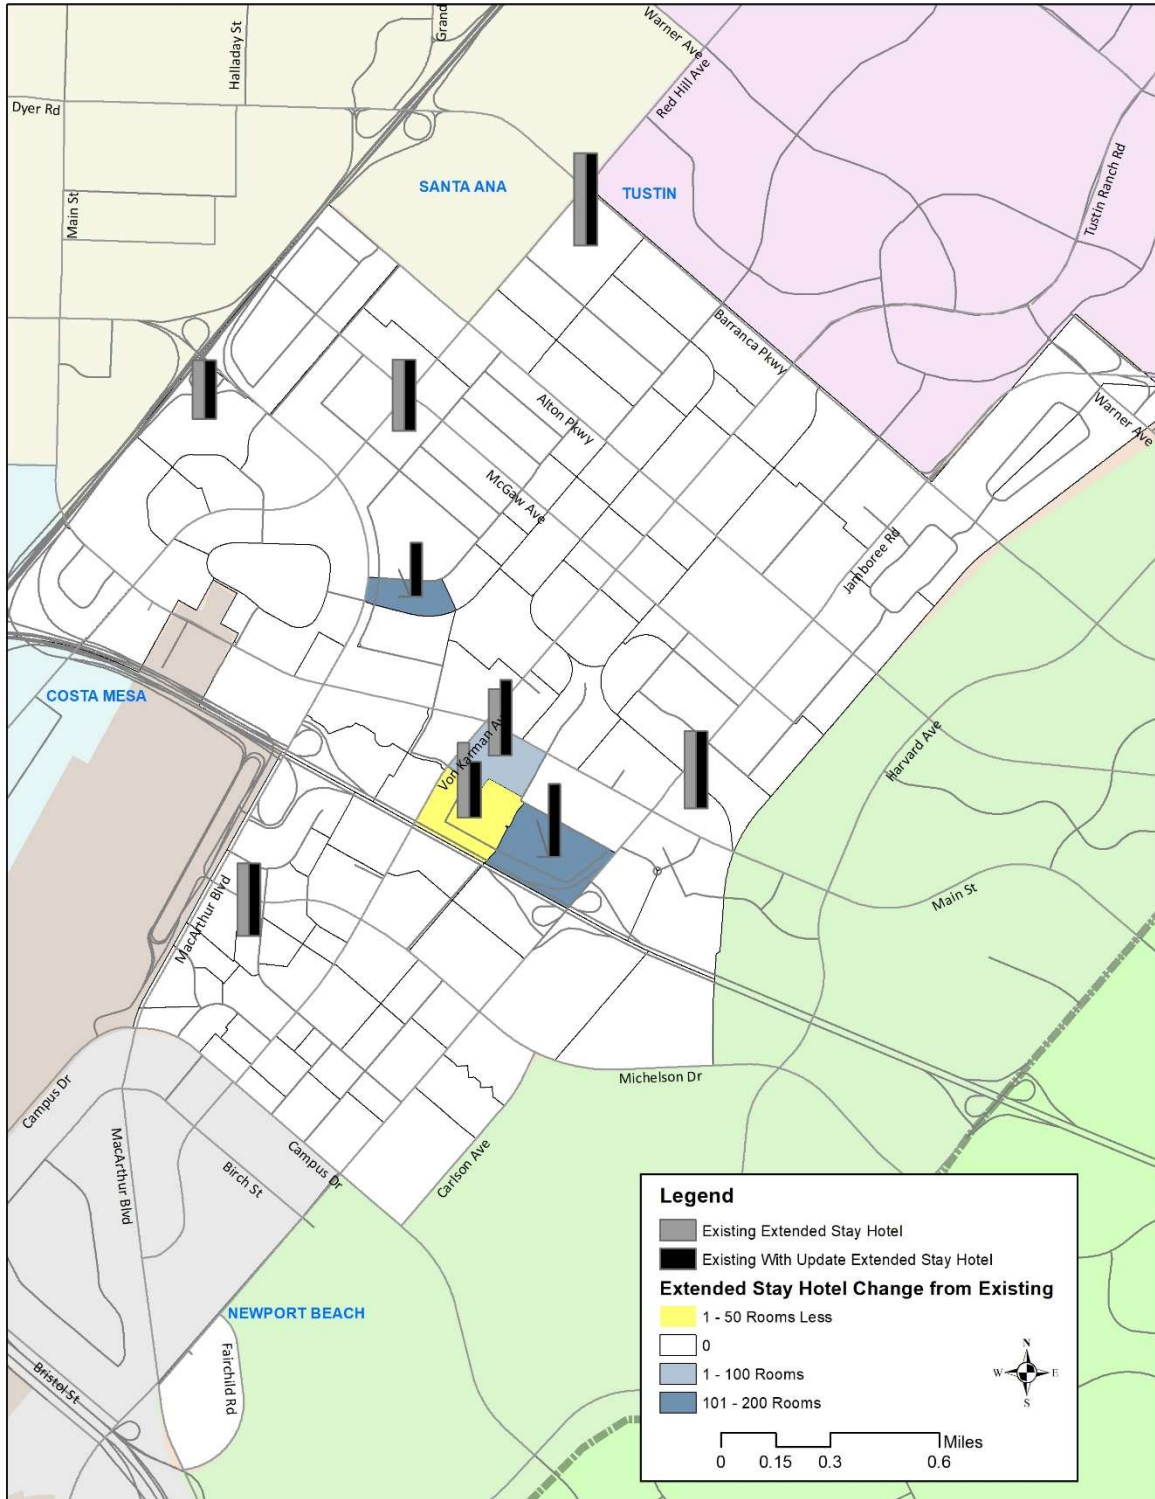 Halladay St
Grand
Warner Ave
Red Hill Ave
Dyer Rd
Main St
SANTA ANA
TUSTIN
Tustin Ranch Rd
Barranca Pkwy
Warner Ave
Alton Pkwy
McGaw Ave
Jamboree Rd
COSTA MESA
Von Karman Av
Harvard Ave
Main St
MacArthur Blvd
Michelson Dr
Campus Dr
MacArthur Blvd
Birch St
Campus Dr
Carlson Ave
NEWPORT BEACH
Fairchild Rd
Bristol St
Legend
Existing Extended Stay Hotel
Existing With Update Extended Stay Hotel
Extended Stay Hotel Change from Existing
1 - 50 Rooms Less
0
1 - 100 Rooms
101 - 200 Rooms
N
W E
S
Miles
0 0.15 0.3 0.6